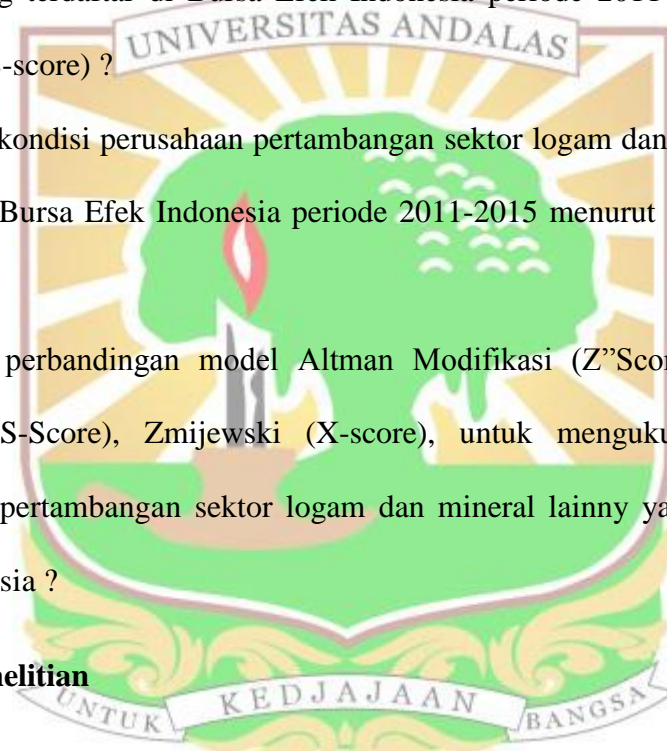 g terdaftar di Bursa Efek Indonesia periode 2011
UNIVERSITAS ANDALAS
-score) ?
kondisi perusahaan pertambangan sektor logam dan
Bursa Efek Indonesia periode 2011-2015 menurut
perbandingan model Altman Modifikasi (Z”Scor
S-Score), Zmijewski (X-score), untuk menguku
pertambangan sektor logam dan mineral lainny ya
sia ?
elitian
UNTUK KEDJAJAAN BANGSA